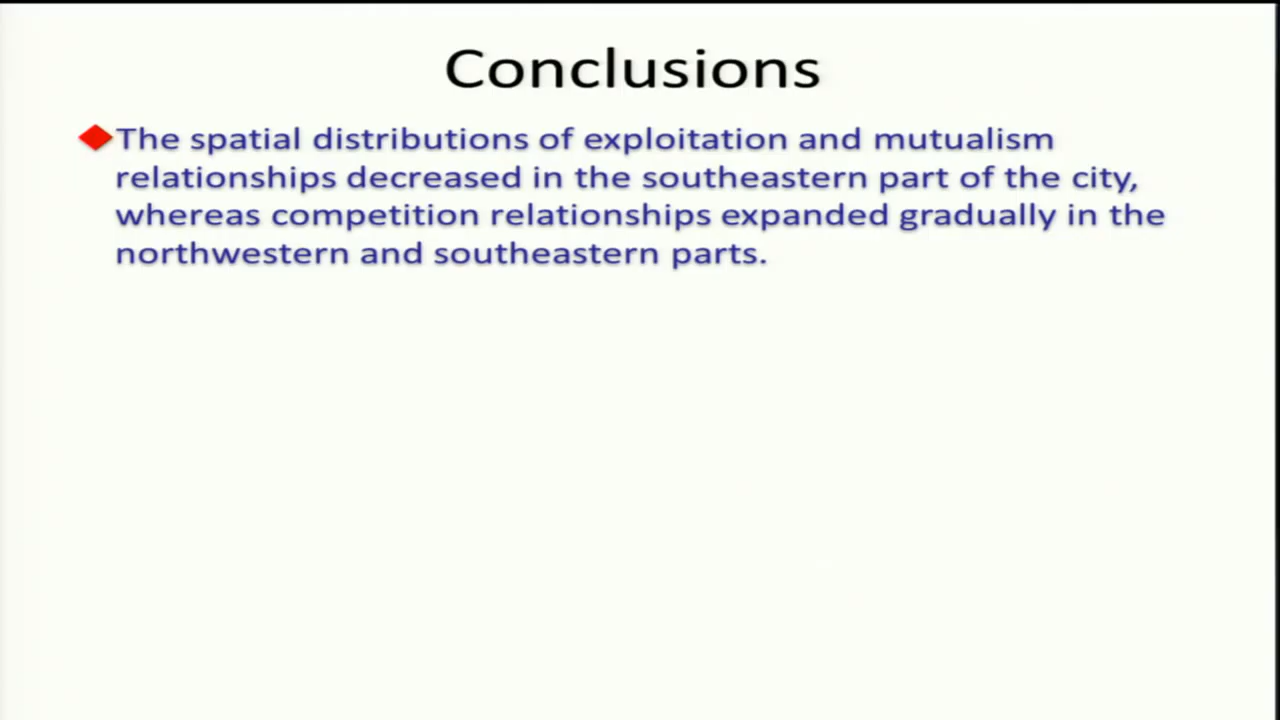 Conclusions
The spatial distributions of exploitation and mutualism
relationships decreased in the southeastern part of the city,
whereas competition relationships expanded gradually in the
northwestern and southeastern parts.